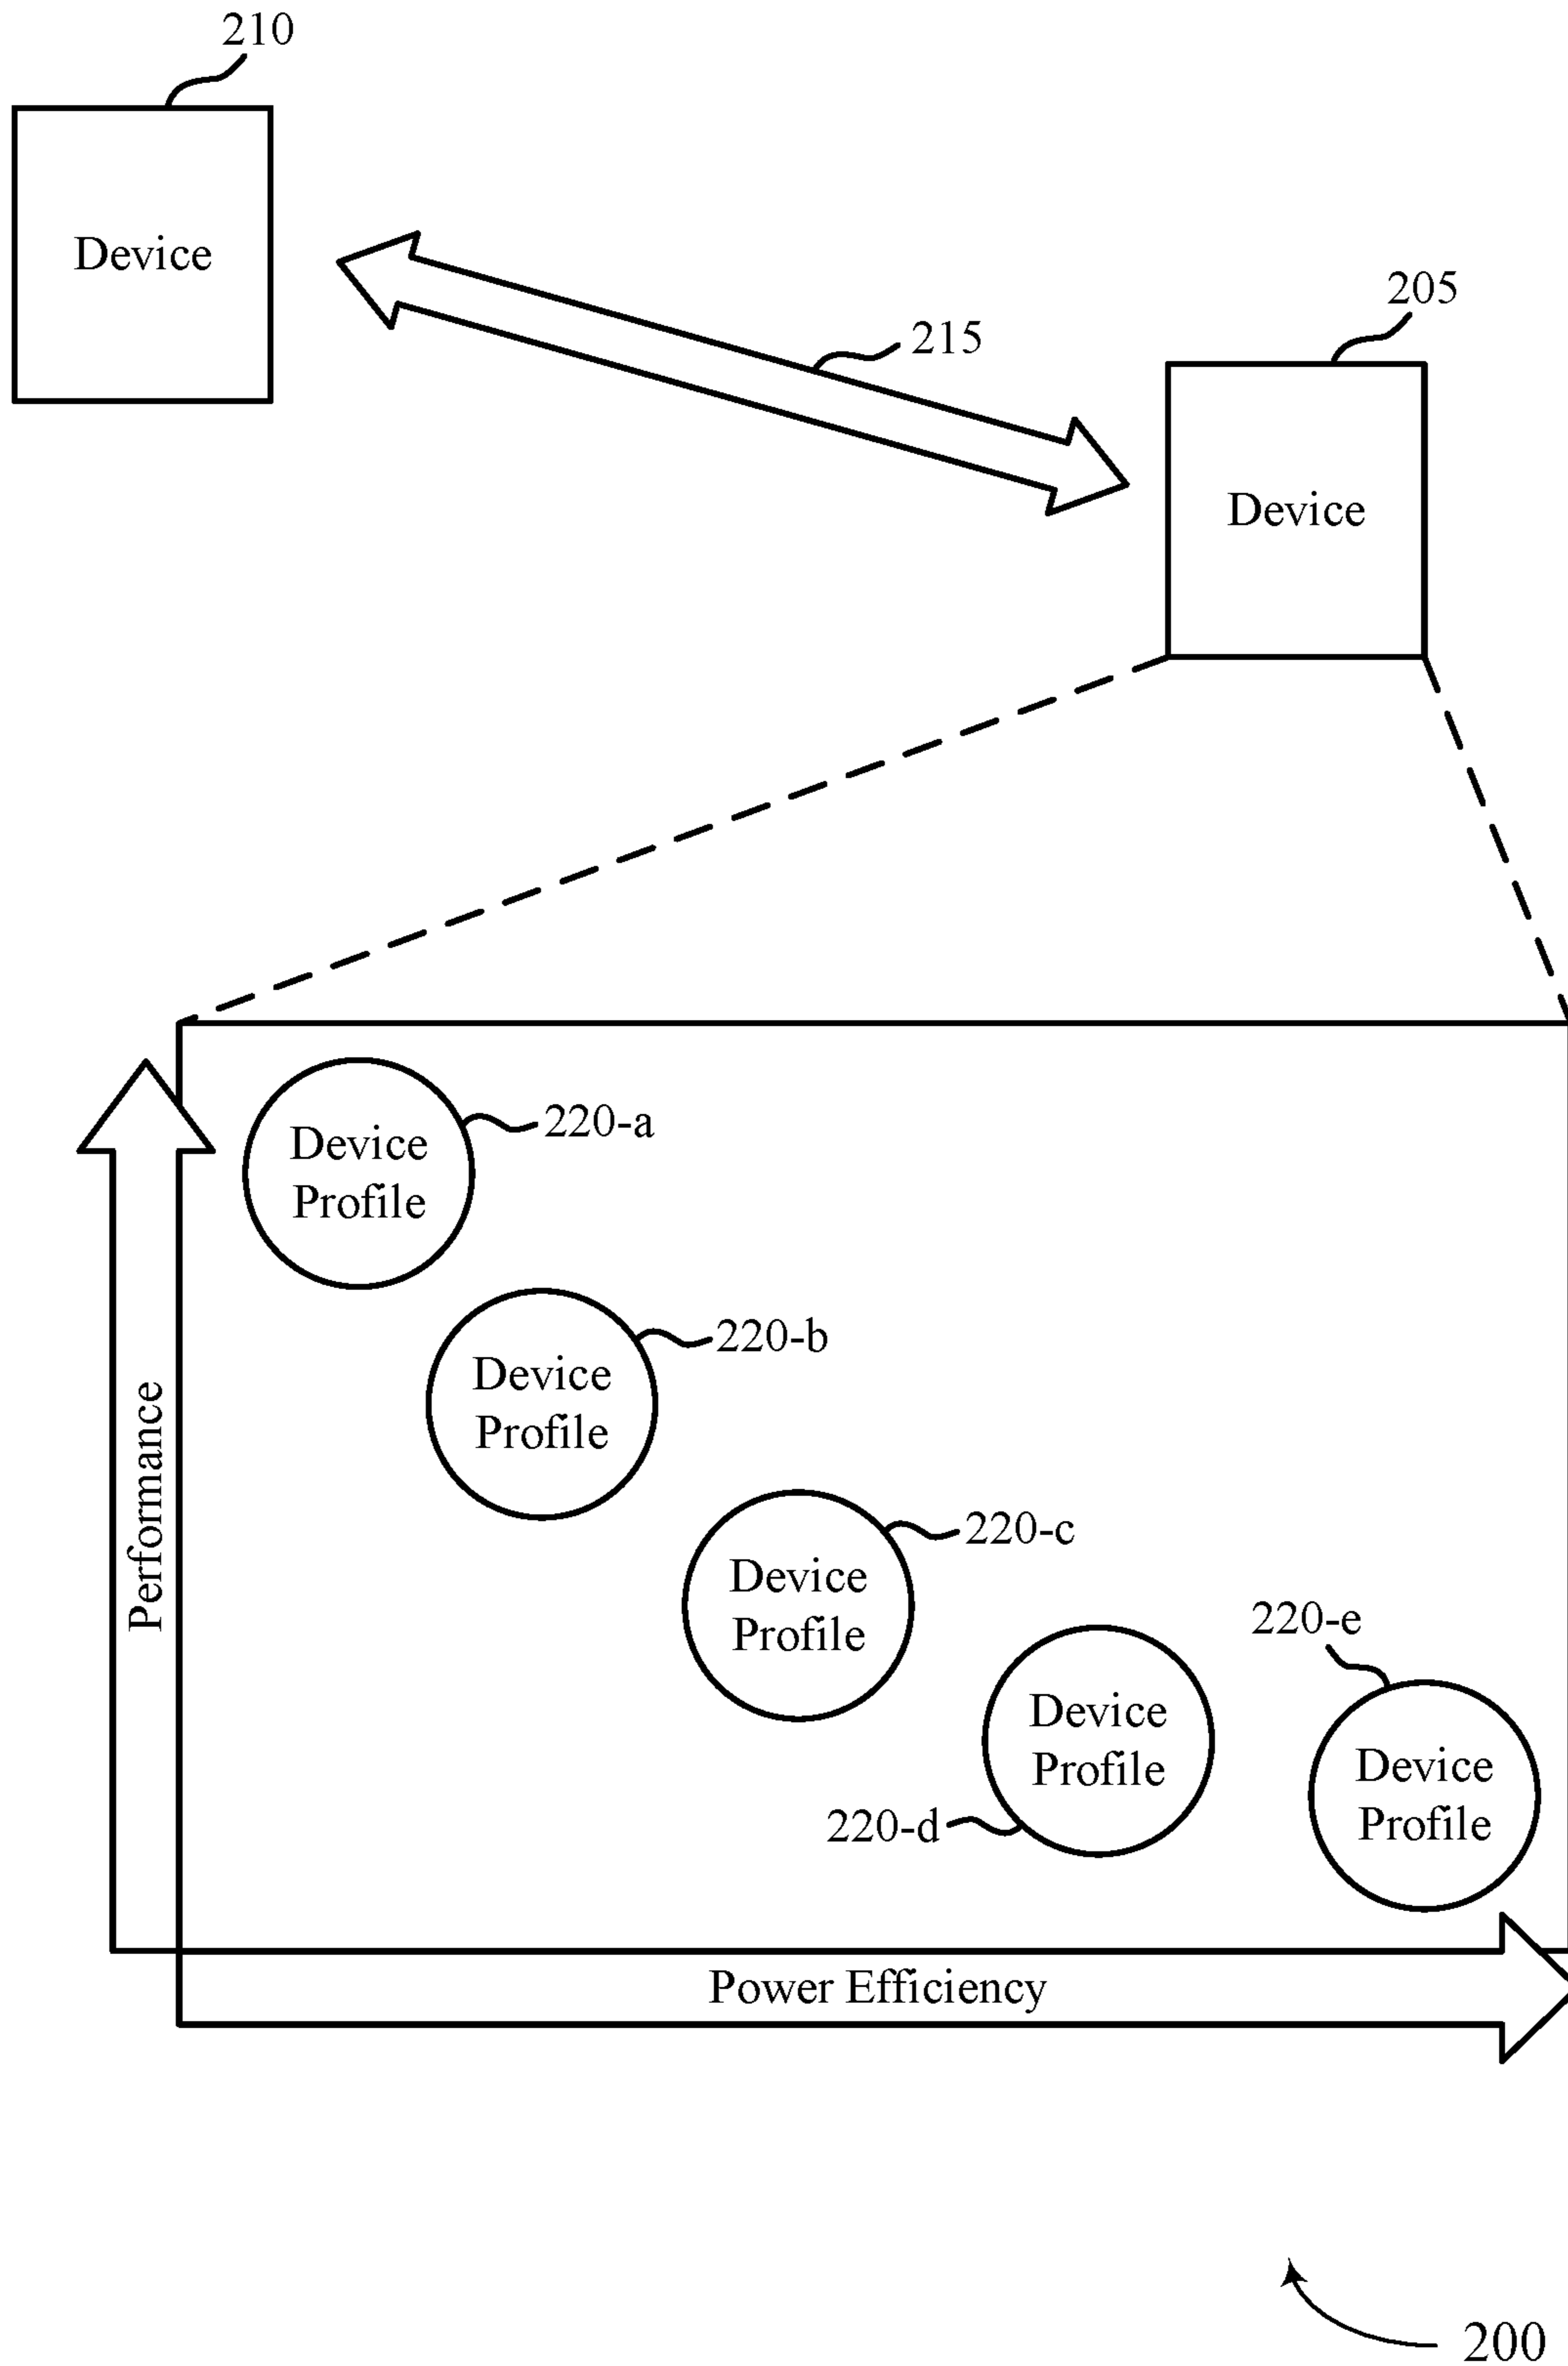 210
Device
205
215
Device
220-a
Device
Profile
220-b
Device
Profile
Performance
220-c
Device
Profile
220-e
Device
Profile
Device
Profile
220-d
Power Efficiency
200